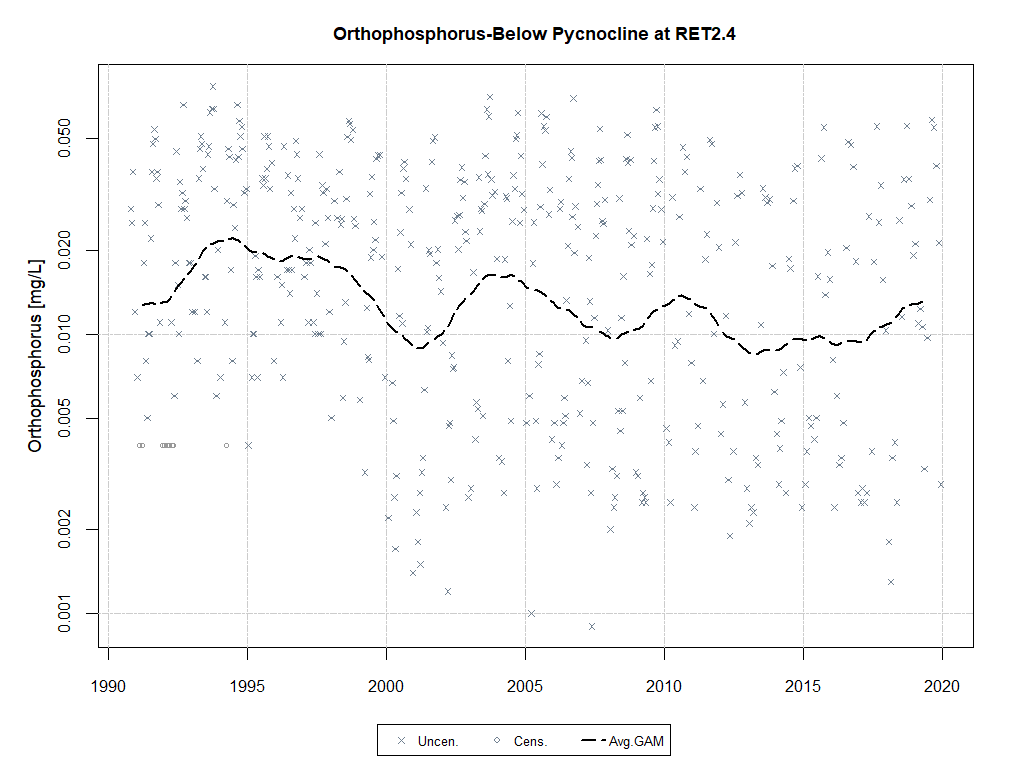 Orthophosphorus-Below Pycnocline at RET2.4
Orthophosphorus [mg/L]
0.050
0.020
0.010
0.005
0.002
0.001
1990 1995 2000 2005 2010 2015 2020
Uncen. Cens. Avg.GAM